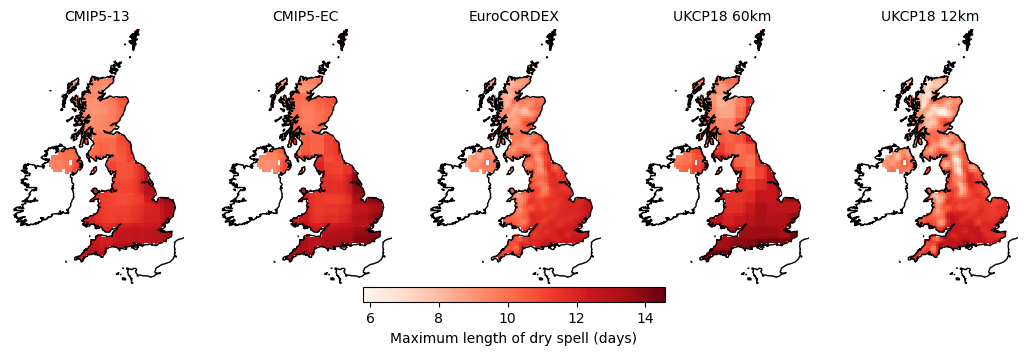 CMIP5-13 CMIP5-EC EuroCORDEX UKCP18 60km UKCP18 12km
6 8 10 12 14
Maximum length of dry spell (days)